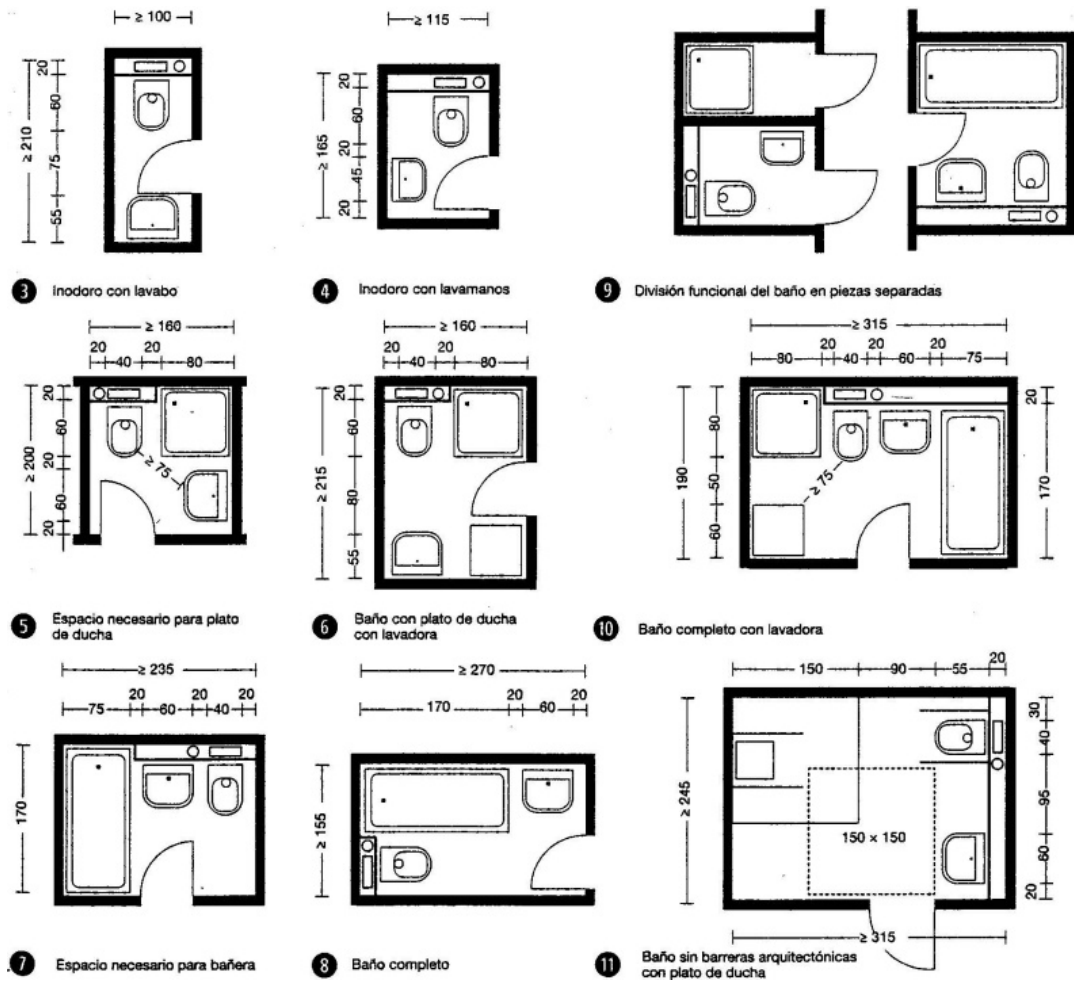 ≥ 100
≥ 210
20
60
75
55
3 Inodoro con lavabo
≥ 115
≥ 165
20
60
20
45
20
4 Inodoro con lavamanos
9 División funcional del baño en piezas separadas
≥ 160
20 20
40 80
≥ 200
20
60
20
60
20
≥ 75
5 Espacio necesario para plato
de ducha
≥ 160
20 20
40 80
≥ 215
20
60
80
55
6 Baño con plato de ducha
con lavadora
≥ 315
20 20 20
80 40 60 75
190
80
50
60
≥ 75
20
170
10 Baño completo con lavadora
≥ 235
20 20 20
75 60 40
170
7 Espacio necesario para bañera
≥ 270
20 20
170 60
≥ 155
8 Baño completo
150 90 55 20
≥ 245
150 × 150
30
40
95
60
20
≥ 315
11 Baño sin barreras arquitectónicas
con plato de ducha